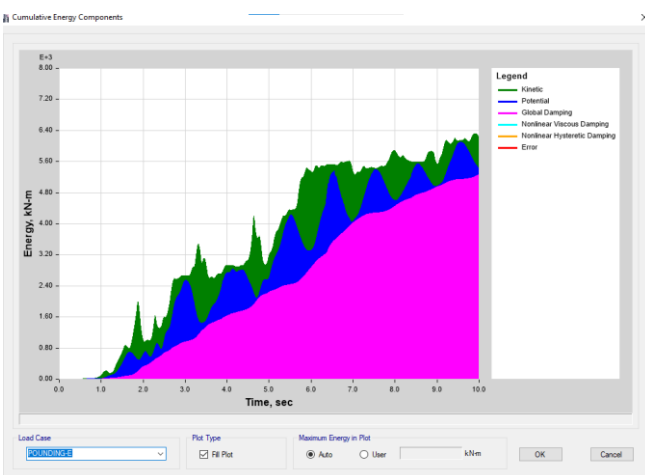 Cumulative Energy Components
E+3
8.00
7.20
6.40
5.60
4.80
4.00
3.20
2.40
1.60
0.80
0.00
Energy, kN-m
0.0 1.0 2.0 3.0 4.0 5.0 6.0 7.0 8.0 9.0 10.0
Time, sec
Legend
Kinetic
Potential
Global Damping
Nonlinear Viscous Damping
Nonlinear Hysteretic Damping
Error
Load Case
POUNDING-E
Plot Type
Fill Plot
Maximum Energy in Plot
Auto User kN-m
OK Cancel